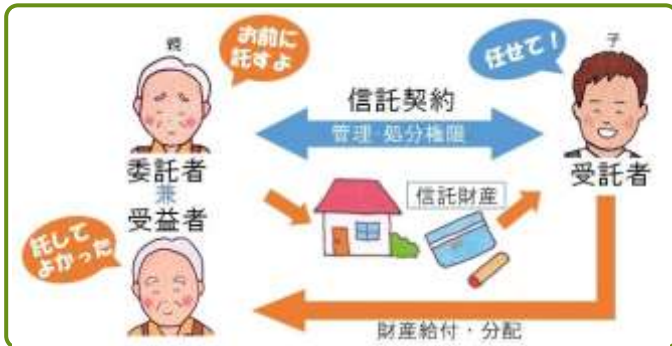 親
お前に
託すよ
任せて！
子
信託契約
管理・処分権限
委託者
兼
受益者
受託者
信託財産
託して
よかった
財産給付・分配